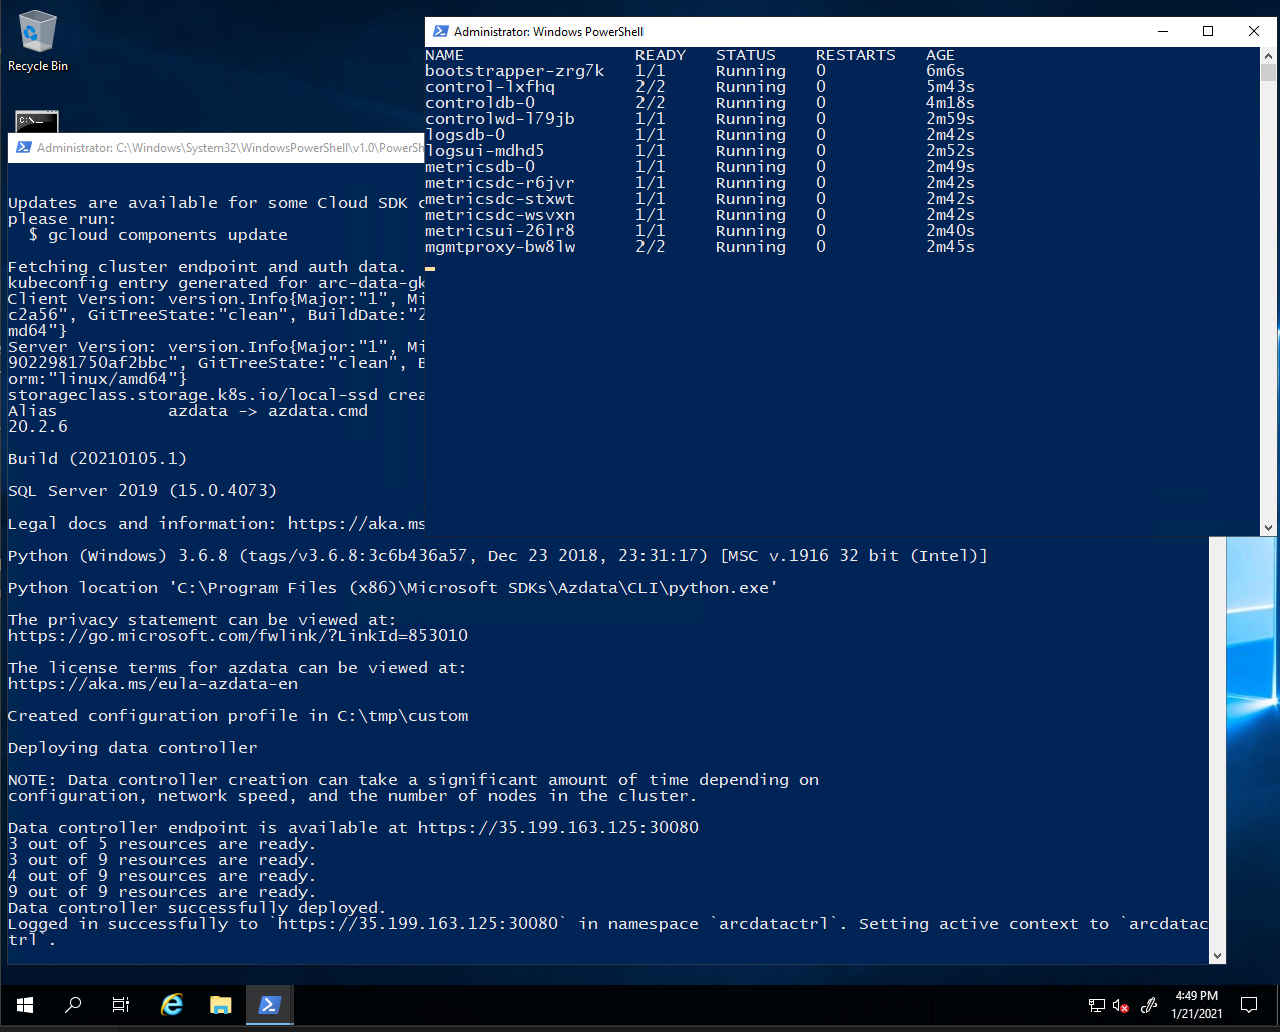 Recycle Bin
Administrator: Windows PowerShell
NAME READY STATUS RESTARTS AGE
bootstrapper-zrg7k 1/1 Running 0 6m6s
control-lxfhq 2/2 Running 0 5m43s
controldb-0 2/2 Running 0 4m18s
controlwd-l79jb 1/1 Running 0 2m59s
logsdb-0 1/1 Running 0 2m42s
logsui-mdhd5 1/1 Running 0 2m52s
metricsdb-0 1/1 Running 0 2m49s
metricsdc-r6jvr 1/1 Running 0 2m42s
metricsdc-stxwt 1/1 Running 0 2m42s
metricsdc-wsvxn 1/1 Running 0 2m42s
metricsui-26lr8 1/1 Running 0 2m40s
mgmtproxy-bw8lw 2/2 Running 0 2m45s
C:\_
Administrator: C:\Windows\System32\WindowsPowerShell\v1.0\PowerSh
Updates are available for some Cloud SDK c
please run:
$ gcloud components update
Fetching cluster endpoint and auth data.
kubeconfig entry generated for arc-data-gk
Client Version: version.Info{Major:"1", Mi
c2a56", GitTreeState:"clean", BuildDate:"2
md64"}
Server Version: version.Info{Major:"1", Mi
9022981750af2bbc", GitTreeState:"clean", B
orm:"linux/amd64"}
storageclass.storage.k8s.io/local-ssd crea
Alias azdata -> azdata.cmd
20.2.6
Build (20210105.1)
SQL Server 2019 (15.0.4073)
Legal docs and information: https://aka.ms
Python (Windows) 3.6.8 (tags/v3.6.8:3c6b436a57, Dec 23 2018, 23:31:17) [MSC v.1916 32 bit (Intel)]
Python location 'C:\Program Files (x86)\Microsoft SDKs\Azdata\CLI\python.exe'
The privacy statement can be viewed at:
https://go.microsoft.com/fwlink/?LinkId=853010
The license terms for azdata can be viewed at:
https://aka.ms/eula-azdata-en
Created configuration profile in C:\tmp\custom
Deploying data controller
NOTE: Data controller creation can take a significant amount of time depending on
configuration, network speed, and the number of nodes in the cluster.
Data controller endpoint is available at https://35.199.163.125:30080
3 out of 5 resources are ready.
3 out of 9 resources are ready.
4 out of 9 resources are ready.
9 out of 9 resources are ready.
Data controller successfully deployed.
Logged in successfully to `https://35.199.163.125:30080` in namespace `arcdatactrl`. Setting active context to `arcdatac
trl`.
4:49 PM
1/21/2021